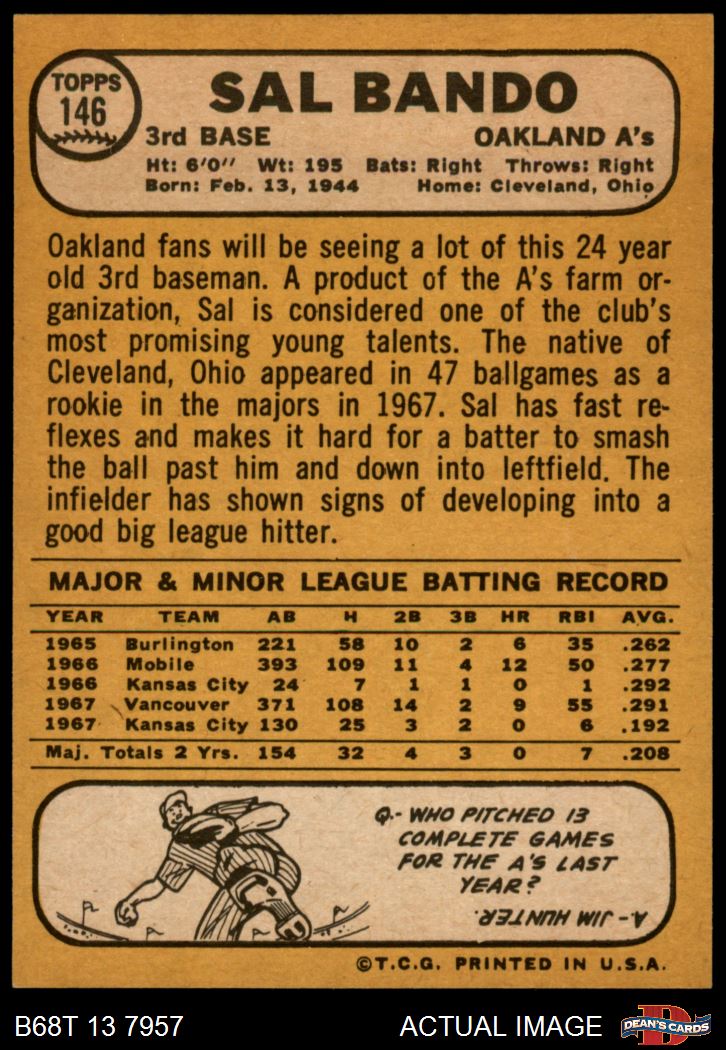 TOPPS
146
SAL BANDO
3rd BASE OAKLAND A's
Ht: 6'0'' Wt: 195 Bats: Right Throws: Right
Born: Feb. 13, 1944 Home: Cleveland, Ohio
Oakland fans will be seeing a lot of this 24 year
old 3rd baseman. A product of the A's farm or-
ganization, Sal is considered one of the club's
most promising young talents. The native of
Cleveland, Ohio appeared in 47 ballgames as a
rookie in the majors in 1967. Sal has fast re-
flexes and makes it hard for a batter to smash
the ball past him and down into leftfield. The
infielder has shown signs of developing into a
good big league hitter.
MAJOR & MINOR LEAGUE BATTING RECORD
YEAR TEAM AB H 2B 3B HR RBI AVG.
1965 Burlington 221 58 10 2 6 35 .262
1966 Mobile 393 109 11 4 12 50 .277
1966 Kansas City 24 7 1 1 0 1 .292
1967 Vancouver 371 108 14 2 9 55 .291
1967 Kansas City 130 25 3 2 0 6 .192
Maj. Totals 2 Yrs. 154 32 4 3 0 7 .208
Q.- WHO PITCHED 13
COMPLETE GAMES
FOR THE A'S LAST
YEAR?
A.- JIM HUNTER.
©T.C.G. PRINTED IN U.S.A.
B68T 13 7957 ACTUAL IMAGE
D
DEAN'S CARDS